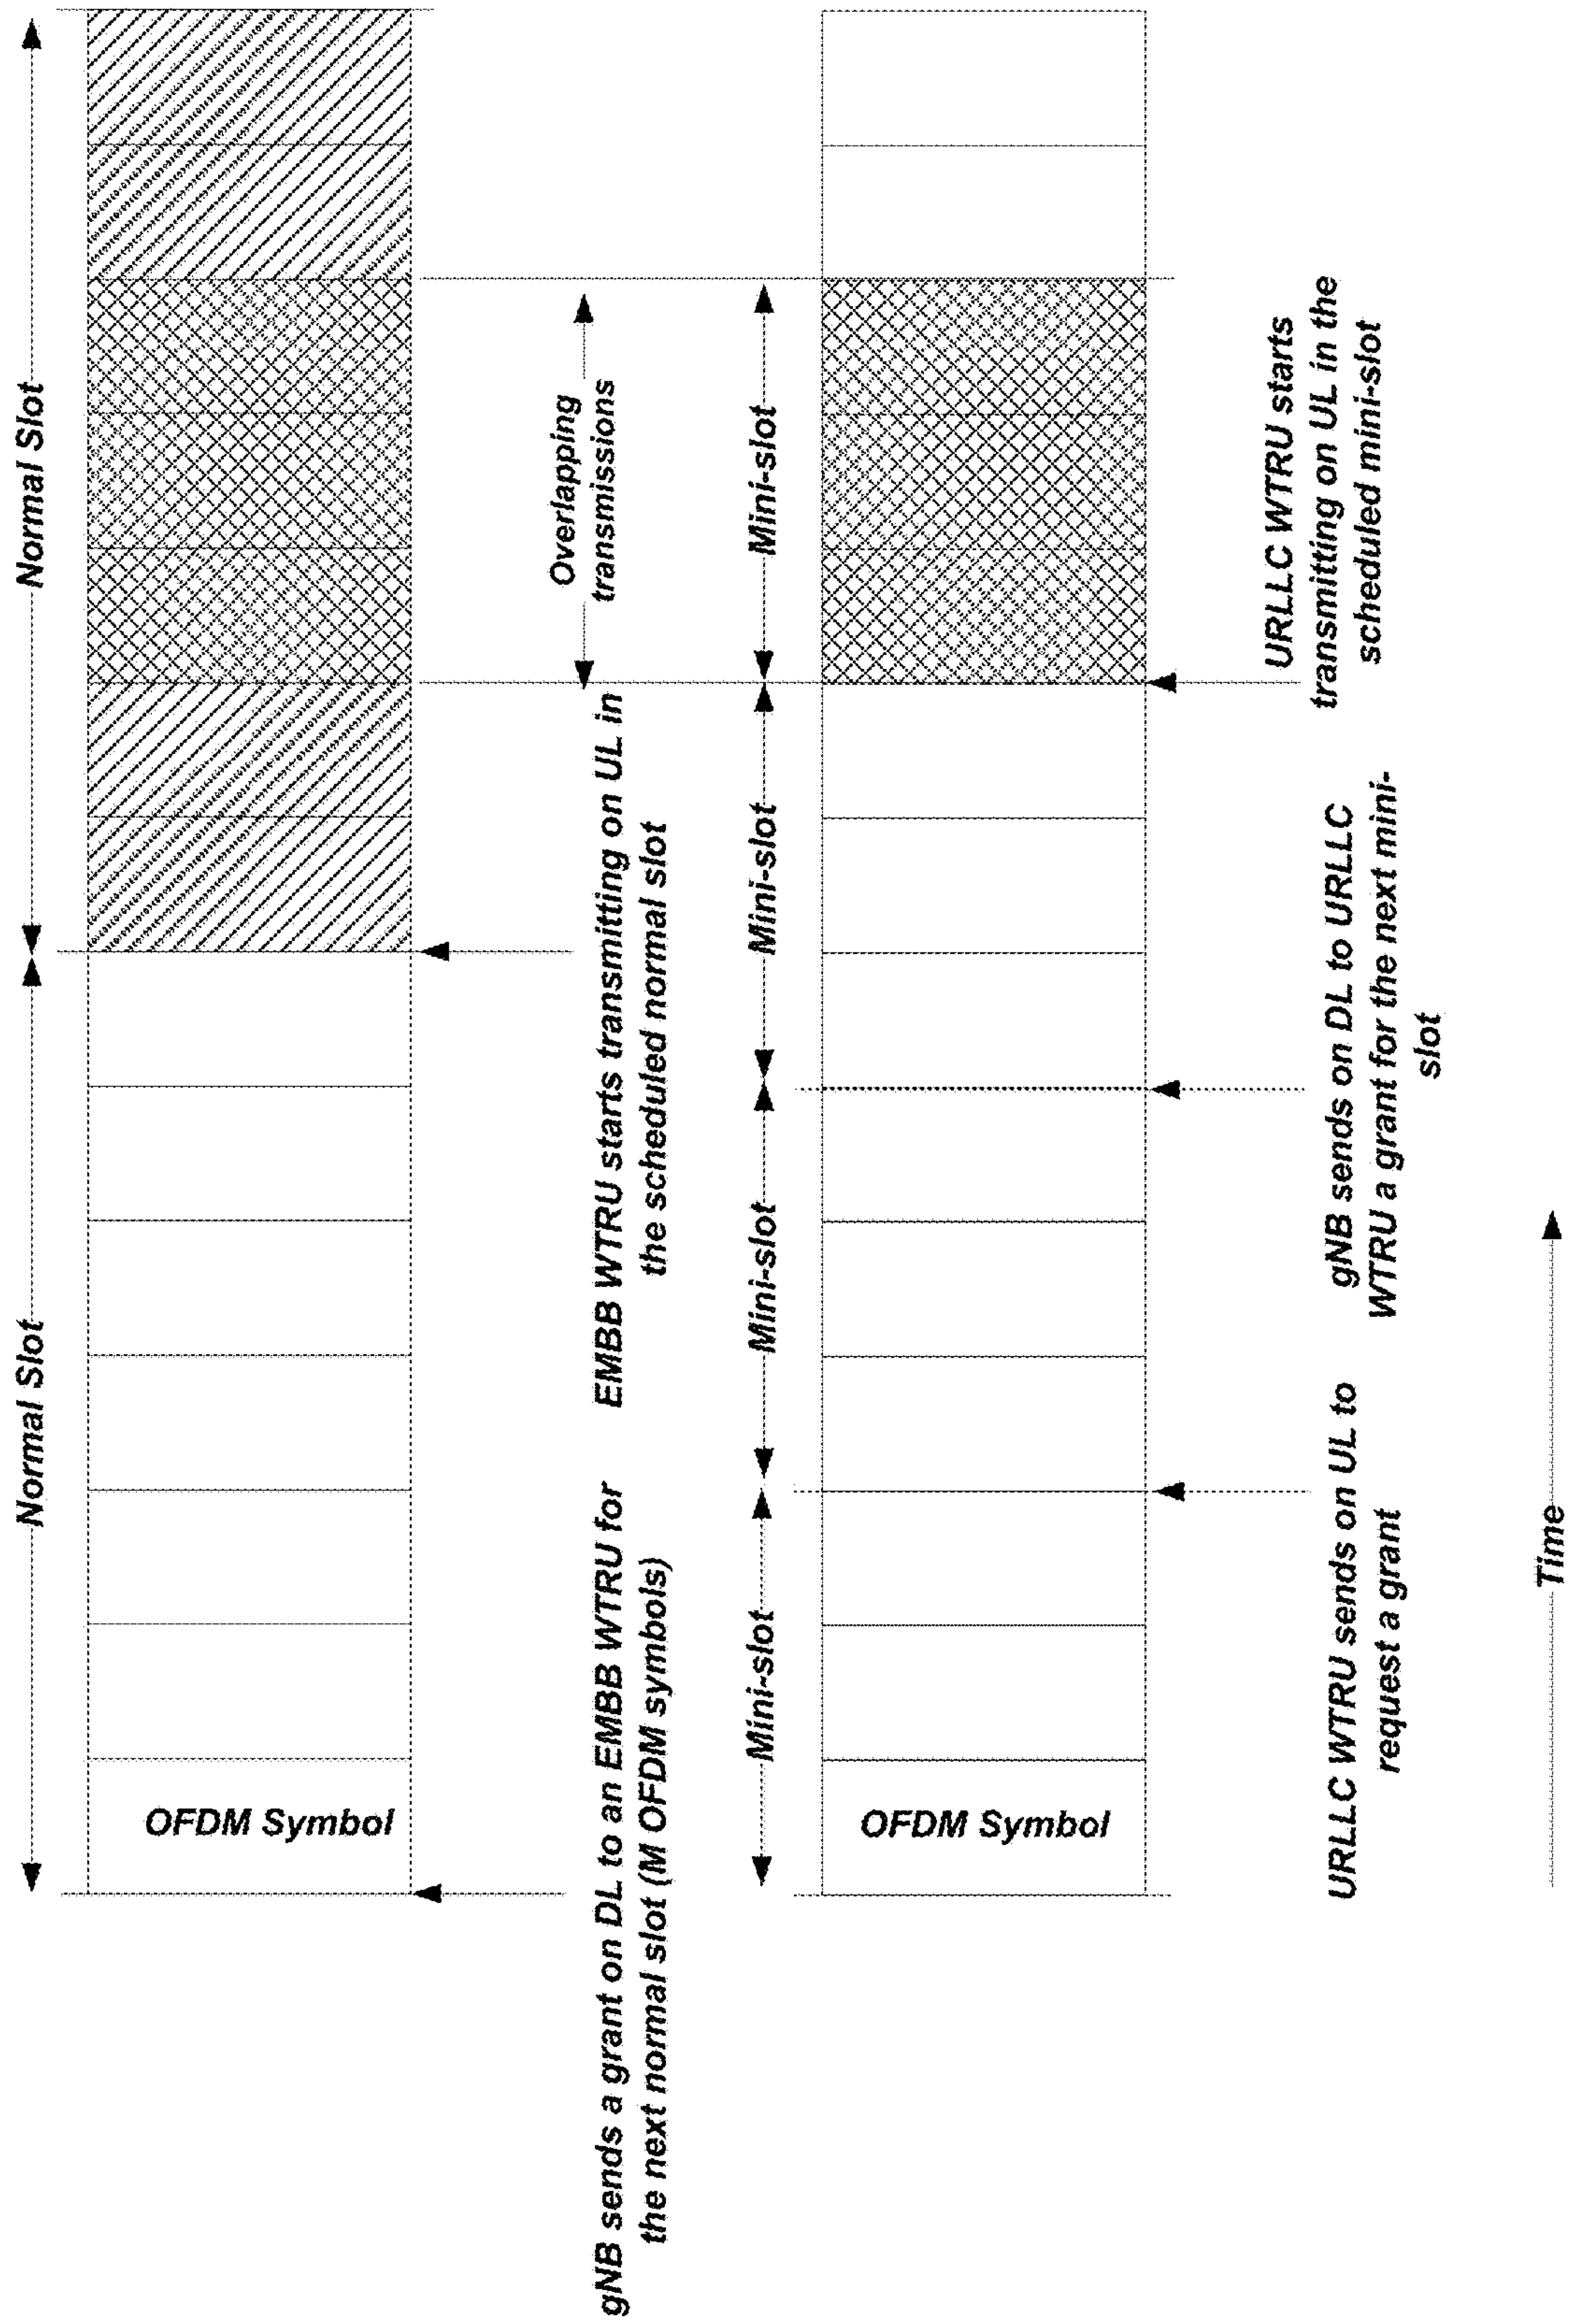 Normal Slot
Normal Slot
OFDM Symbol
gNB sends a grant on DL to an EMBB WTRU for
the next normal slot (M OFDM symbols)
EMBB WTRU starts transmitting on UL in
the scheduled normal slot
Overlapping
transmissions
Mini-slot
Mini-slot
Mini-slot
Mini-slot
OFDM Symbol
URLLC WTRU sends on UL to
request a grant
gNB sends on DL to URLLC
WTRU a grant for the next mini-
slot
URLLC WTRU starts
transmitting on UL in the
scheduled mini-slot
Time